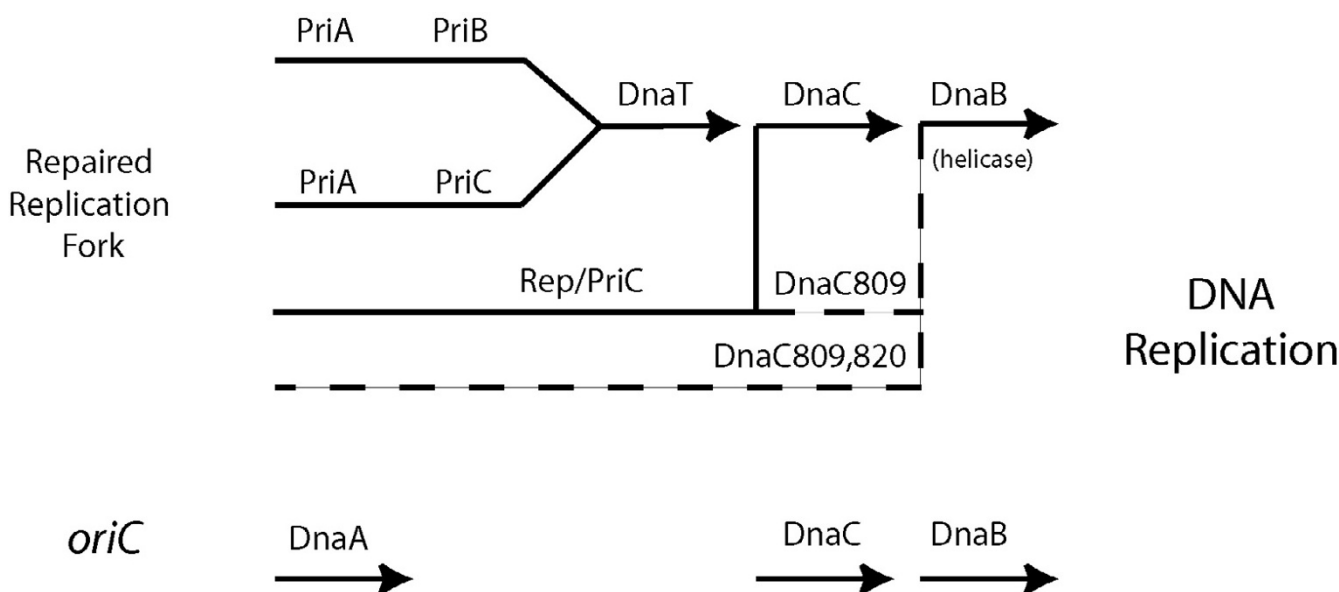 PriA PriB
DnaT DnaC DnaB
(helicase)
Repaired
Replication
Fork
PriA PriC
Rep/PriC DnaC809
DnaC809,820
DNA
Replication
oriC DnaA DnaC DnaB